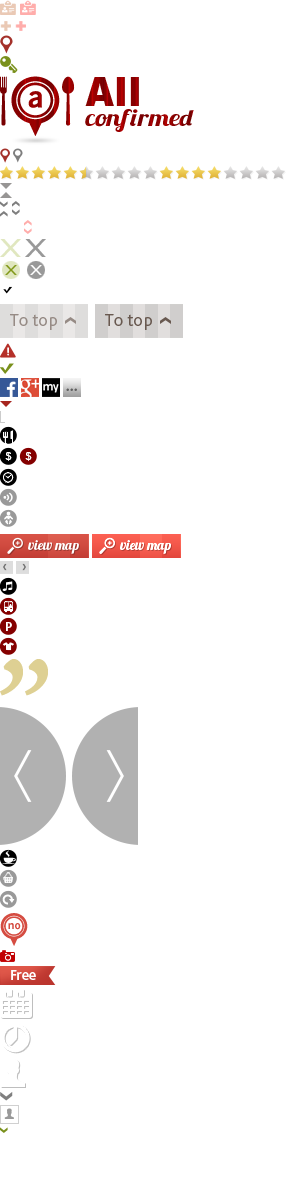 a All
confirmed
To top To top
f g+ my ...
$ $
view map view map
P
no
Free